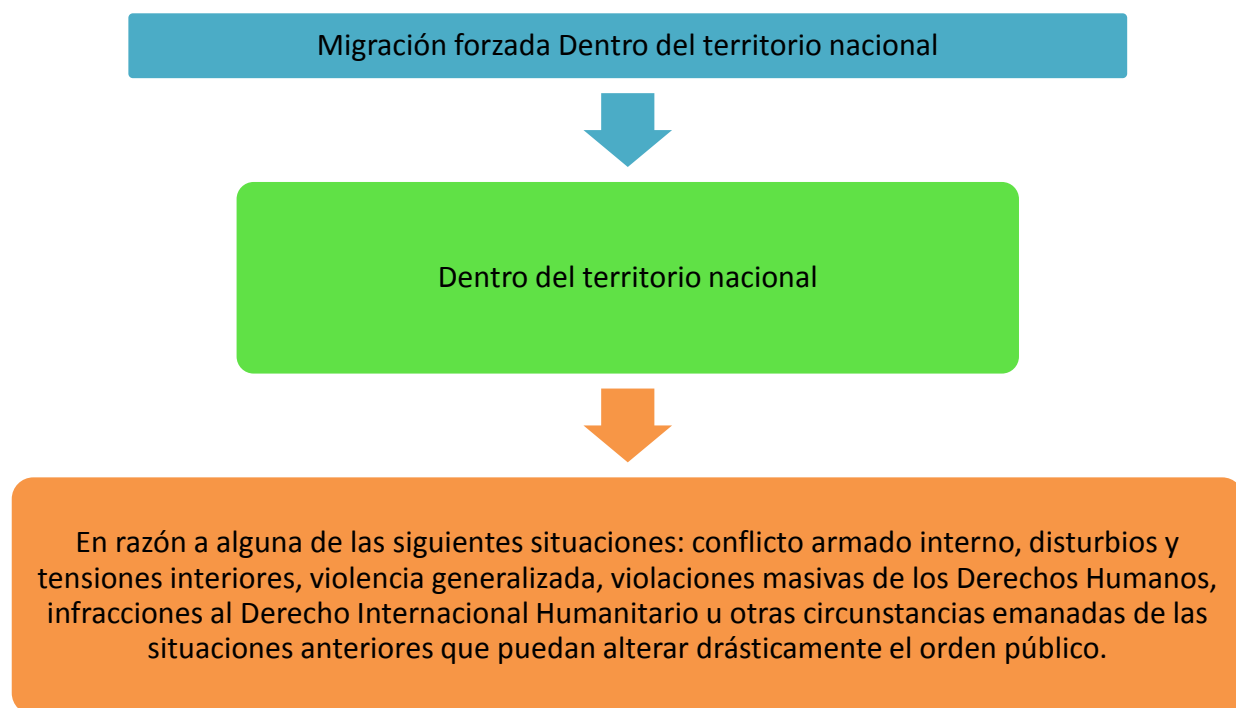 Migración forzada Dentro del territorio nacional
Dentro del territorio nacional
En razón a alguna de las siguientes situaciones: conflicto armado interno, disturbios y
tensiones interiores, violencia generalizada, violaciones masivas de los Derechos Humanos,
infracciones al Derecho Internacional Humanitario u otras circunstancias emanadas de las
situaciones anteriores que puedan alterar drásticamente el orden público.